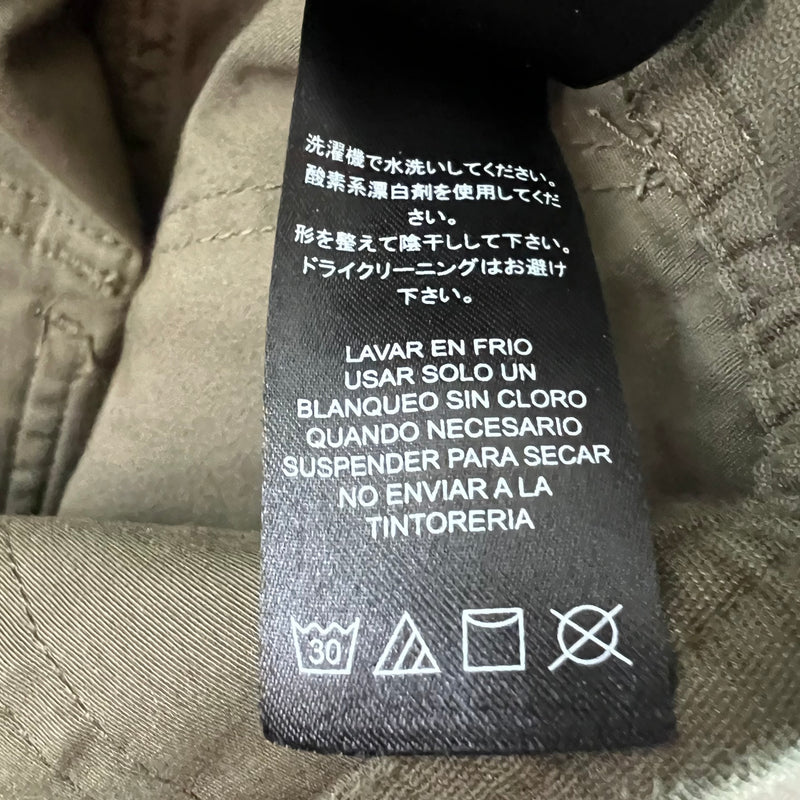 洗濯機で水洗いしてください。
酸素系漂白剤を使用してくだ
さい。
形を整えて陰干しして下さい。
ドライクリーニングはお避け
下さい。
LAVAR EN FRIO
USAR SOLO UN
BLANQUEO SIN CLORO
QUANDO NECESARIO
SUSPENDER PARA SECAR
NO ENVIAR A LA
TINTORERIA
30